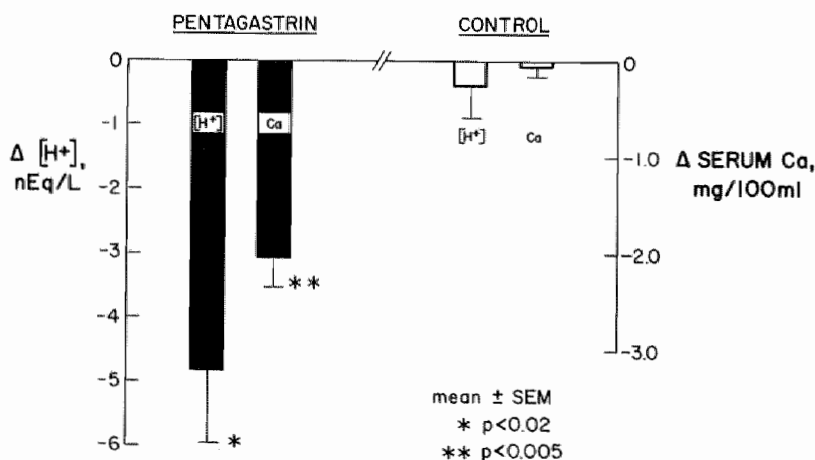 PENTAGASTRIN
CONTROL
0
-1
-2
-3
-4
-5
-6
Δ [H+],
nEq/L
[H+]
Ca
*
**
[H+]
Ca
0
-1.0
-2.0
-3.0
Δ SERUM Ca,
mg/100ml
mean ± SEM
* p<0.02
** p<0.005